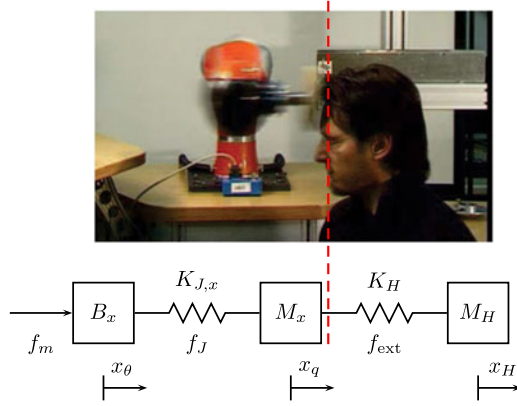 K_{J,x} K_H
B_x M_x M_H
f_m f_J f_ext
x_θ x_q x_H